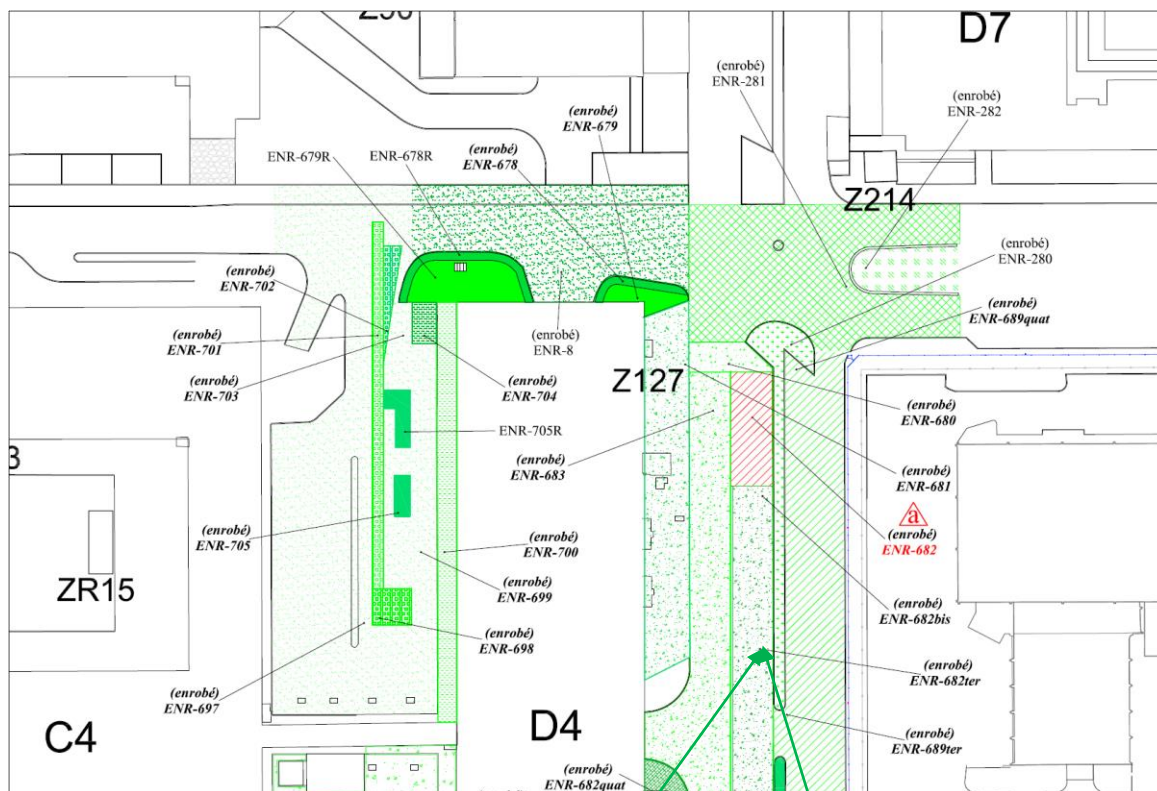 D7
(enrobé)
ENR-281
(enrobé)
ENR-282
(enrobé)
ENR-679
ENR-679R
ENR-678R
(enrobé)
ENR-678
Z214
(enrobé)
ENR-280
(enrobé)
ENR-702
(enrobé)
ENR-689quat
(enrobé)
ENR-701
(enrobé)
ENR-8
(enrobé)
ENR-703
(enrobé)
ENR-704
Z127
(enrobé)
ENR-680
ENR-705R
(enrobé)
ENR-683
(enrobé)
ENR-681
a
(enrobé)
ENR-682
(enrobé)
ENR-705
(enrobé)
ENR-700
ZR15
(enrobé)
ENR-699
(enrobé)
ENR-682bis
(enrobé)
ENR-698
(enrobé)
ENR-682ter
(enrobé)
ENR-697
C4
D4
(enrobé)
ENR-689ter
(enrobé)
ENR-682quat